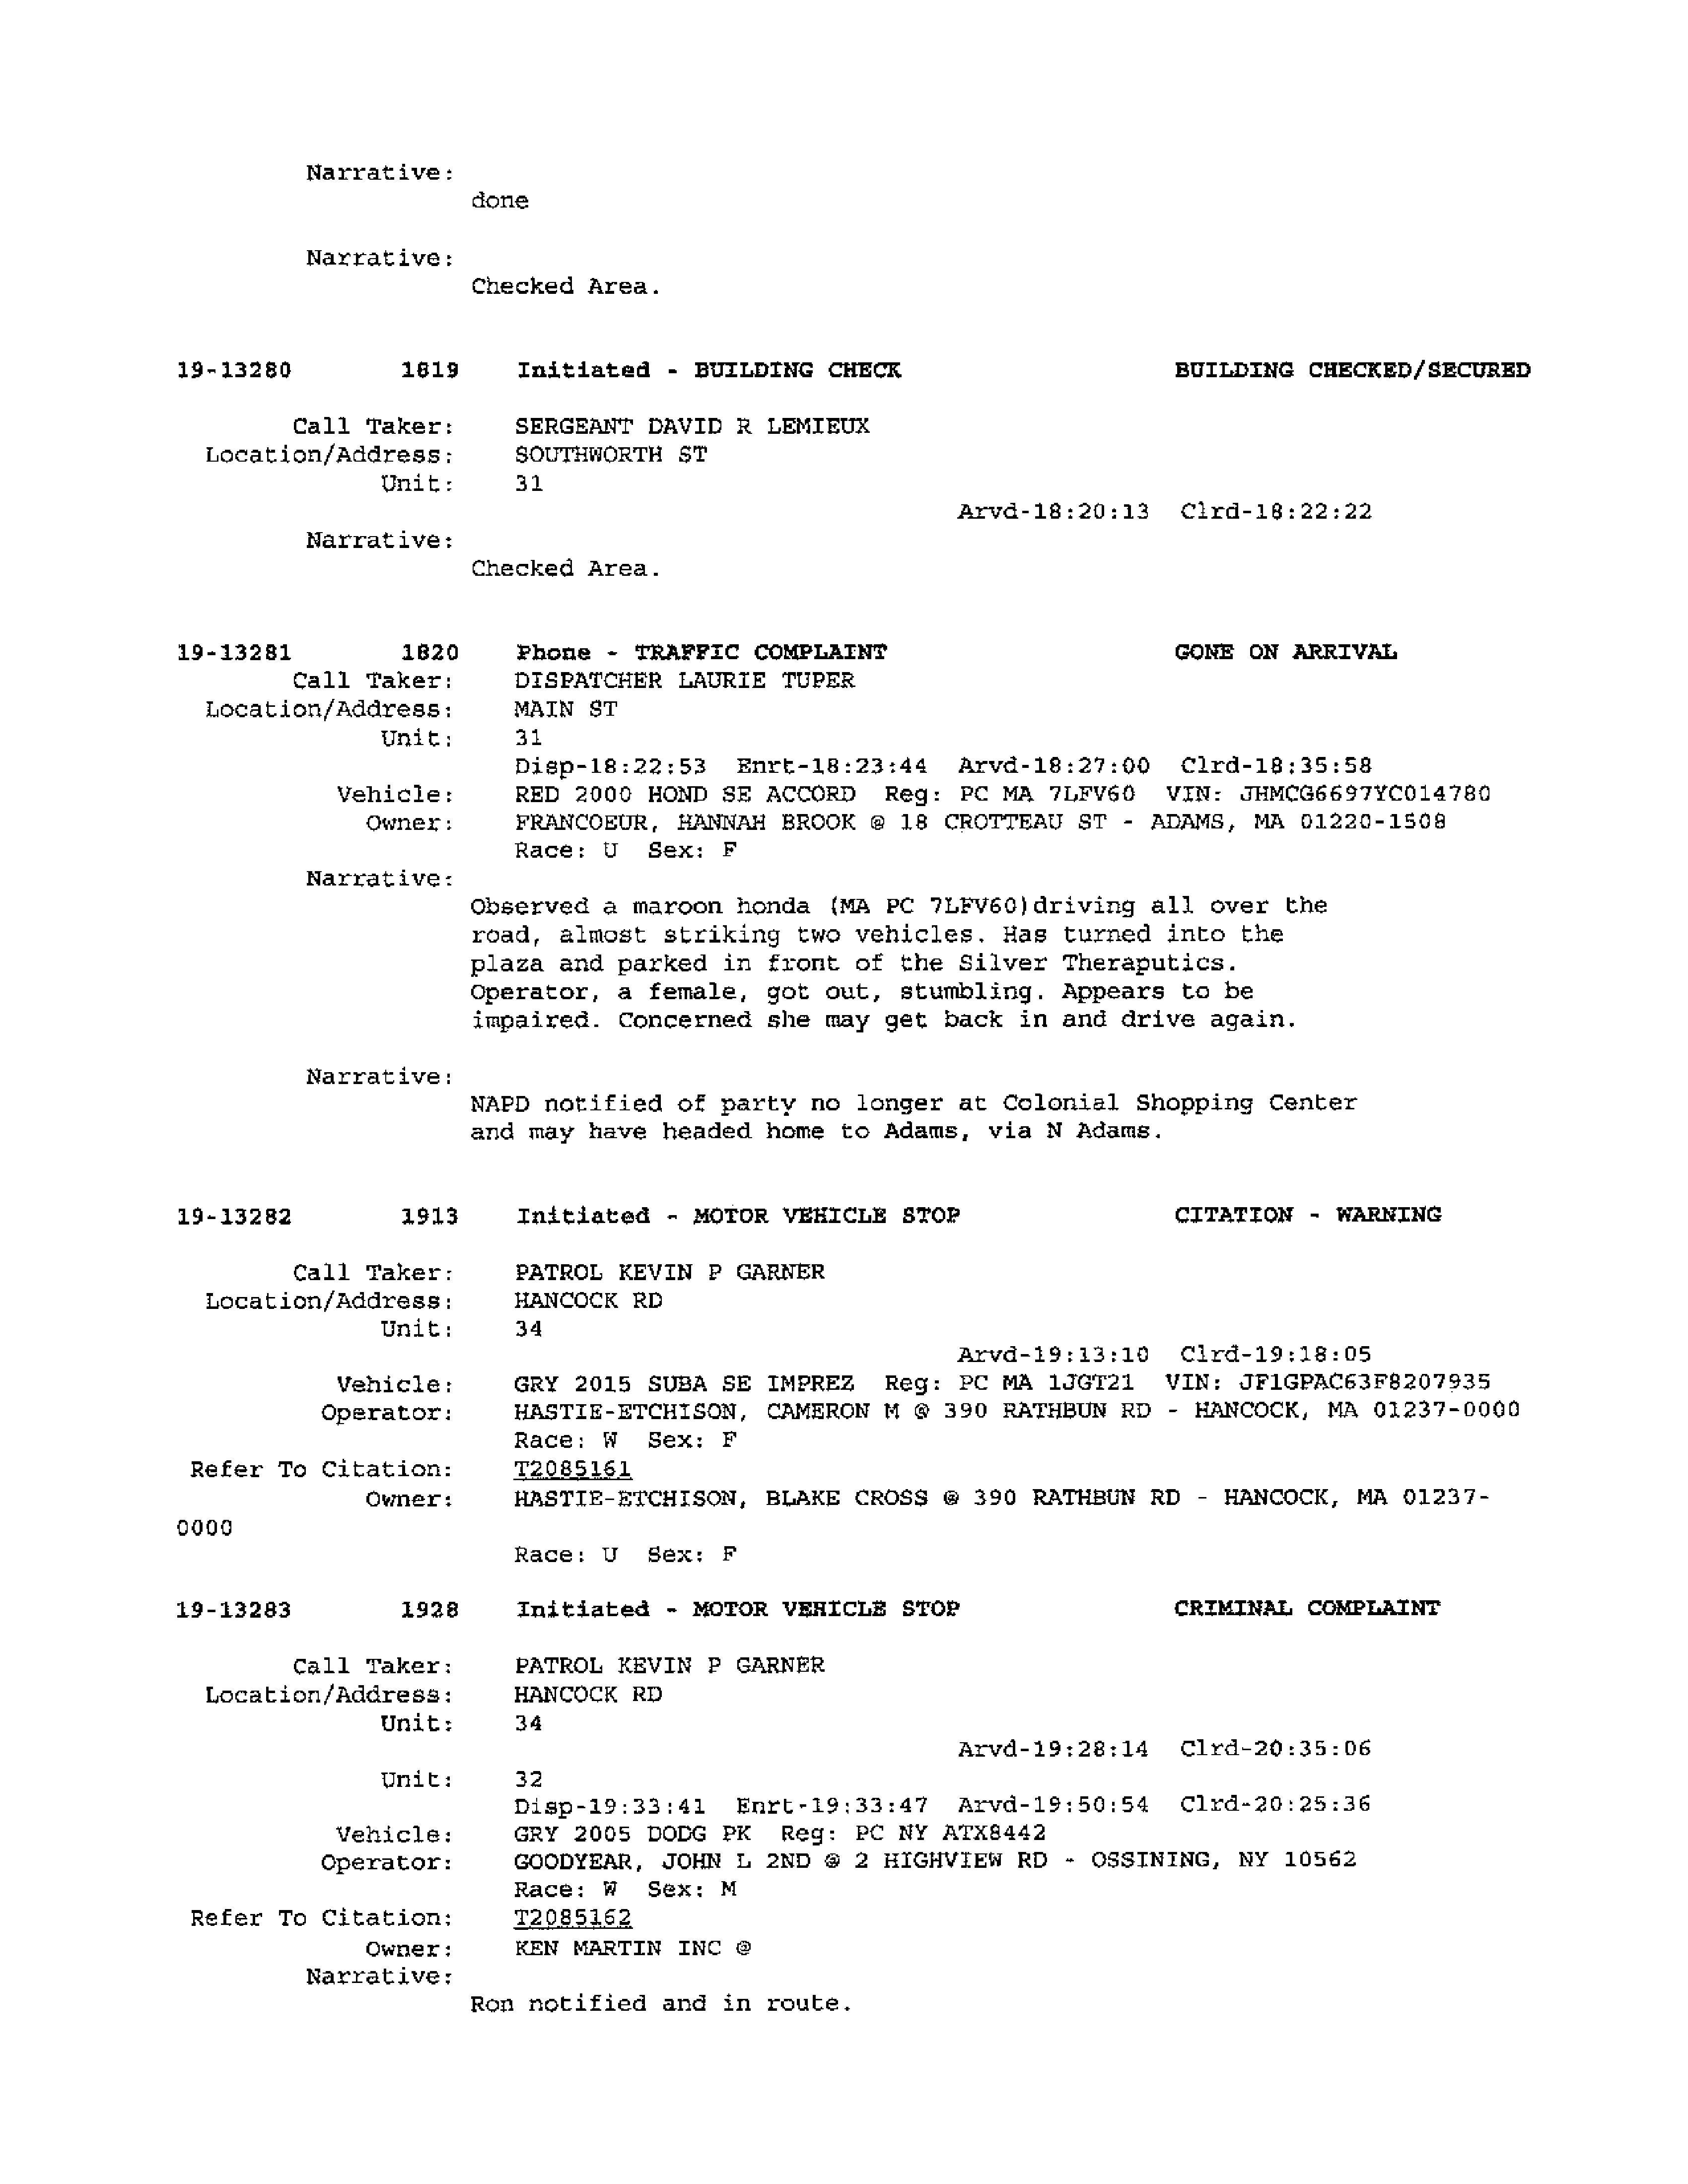 Narrative:
done
Narrative:
Checked Area.
19-13280 1819 Initiated - BUILDING CHECK BUILDING CHECKED/SECURED
Call Taker: SERGEANT DAVID R LEMIEUX
Location/Address: SOUTHWORTH ST
Unit: 31
Arvd-18:20:13 Clrd-18:22:22
Narrative:
Checked Area.
19-13281 1820 Phone - TRAFFIC COMPLAINT GONE ON ARRIVAL
Call Taker: DISPATCHER LAURIE TUPER
Location/Address: MAIN ST
Unit: 31
Disp-18:22:53 Enrt-18:23:44 Arvd-18:27:00 Clrd-18:35:58
Vehicle: RED 2000 HOND SE ACCORD Reg: PC MA 7LFV60 VIN: JHMCG6697YC014780
Owner: FRANCOEUR, HANNAH BROOK @ 18 CROTTEAU ST - ADAMS, MA 01220-1508
Race: U Sex: F
Narrative:
Observed a maroon honda (MA PC 7LFV60)driving all over the
road, almost striking two vehicles. Has turned into the
plaza and parked in front of the Silver Theraputics.
Operator, a female, got out, stumbling. Appears to be
impaired. Concerned she may get back in and drive again.
Narrative:
NAPD notified of party no longer at Colonial Shopping Center
and may have headed home to Adams, via N Adams.
19-13282 1913 Initiated - MOTOR VEHICLE STOP CITATION - WARNING
Call Taker: PATROL KEVIN P GARNER
Location/Address: HANCOCK RD
Unit: 34
Arvd-19:13:10 Clrd-19:18:05
Vehicle: GRY 2015 SUBA SE IMPREZ Reg: PC MA 1JGT21 VIN: JF1GPAC63F8207935
Operator: HASTIE-ETCHISON, CAMERON M @ 390 RATHBUN RD - HANCOCK, MA 01237-0000
Race: W Sex: F
Refer To Citation: T2085161
Owner: HASTIE-ETCHISON, BLAKE CROSS @ 390 RATHBUN RD - HANCOCK, MA 01237-
0000
Race: U Sex: F
19-13283 1928 Initiated - MOTOR VEHICLE STOP CRIMINAL COMPLAINT
Call Taker: PATROL KEVIN P GARNER
Location/Address: HANCOCK RD
Unit: 34
Arvd-19:28:14 Clrd-20:35:06
Unit: 32
Disp-19:33:41 Enrt-19:33:47 Arvd-19:50:54 Clrd-20:25:36
Vehicle: GRY 2005 DODG PK Reg: PC NY ATX8442
Operator: GOODYEAR, JOHN L 2ND @ 2 HIGHVIEW RD - OSSINING, NY 10562
Race: W Sex: M
Refer To Citation: T2085162
Owner: KEN MARTIN INC @
Narrative:
Ron notified and in route.